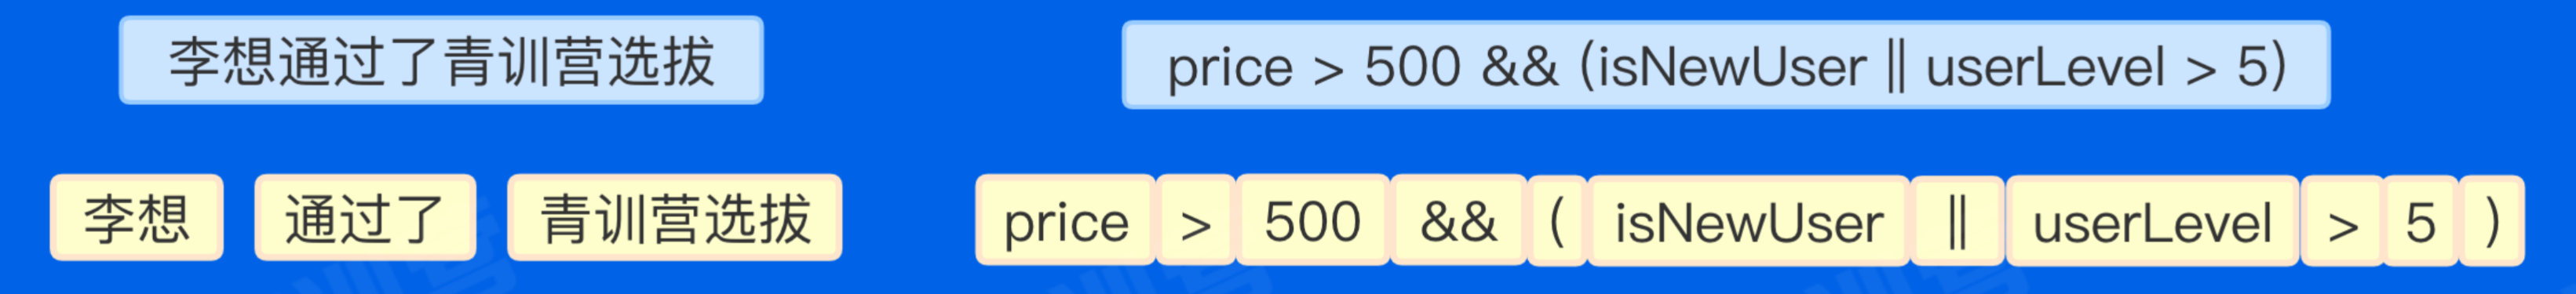 李想通过了青训营选拔
price > 500 && (isNewUser || userLevel > 5)
李想 通过了 青训营选拔
price > 500 && ( isNewUser || userLevel > 5 )